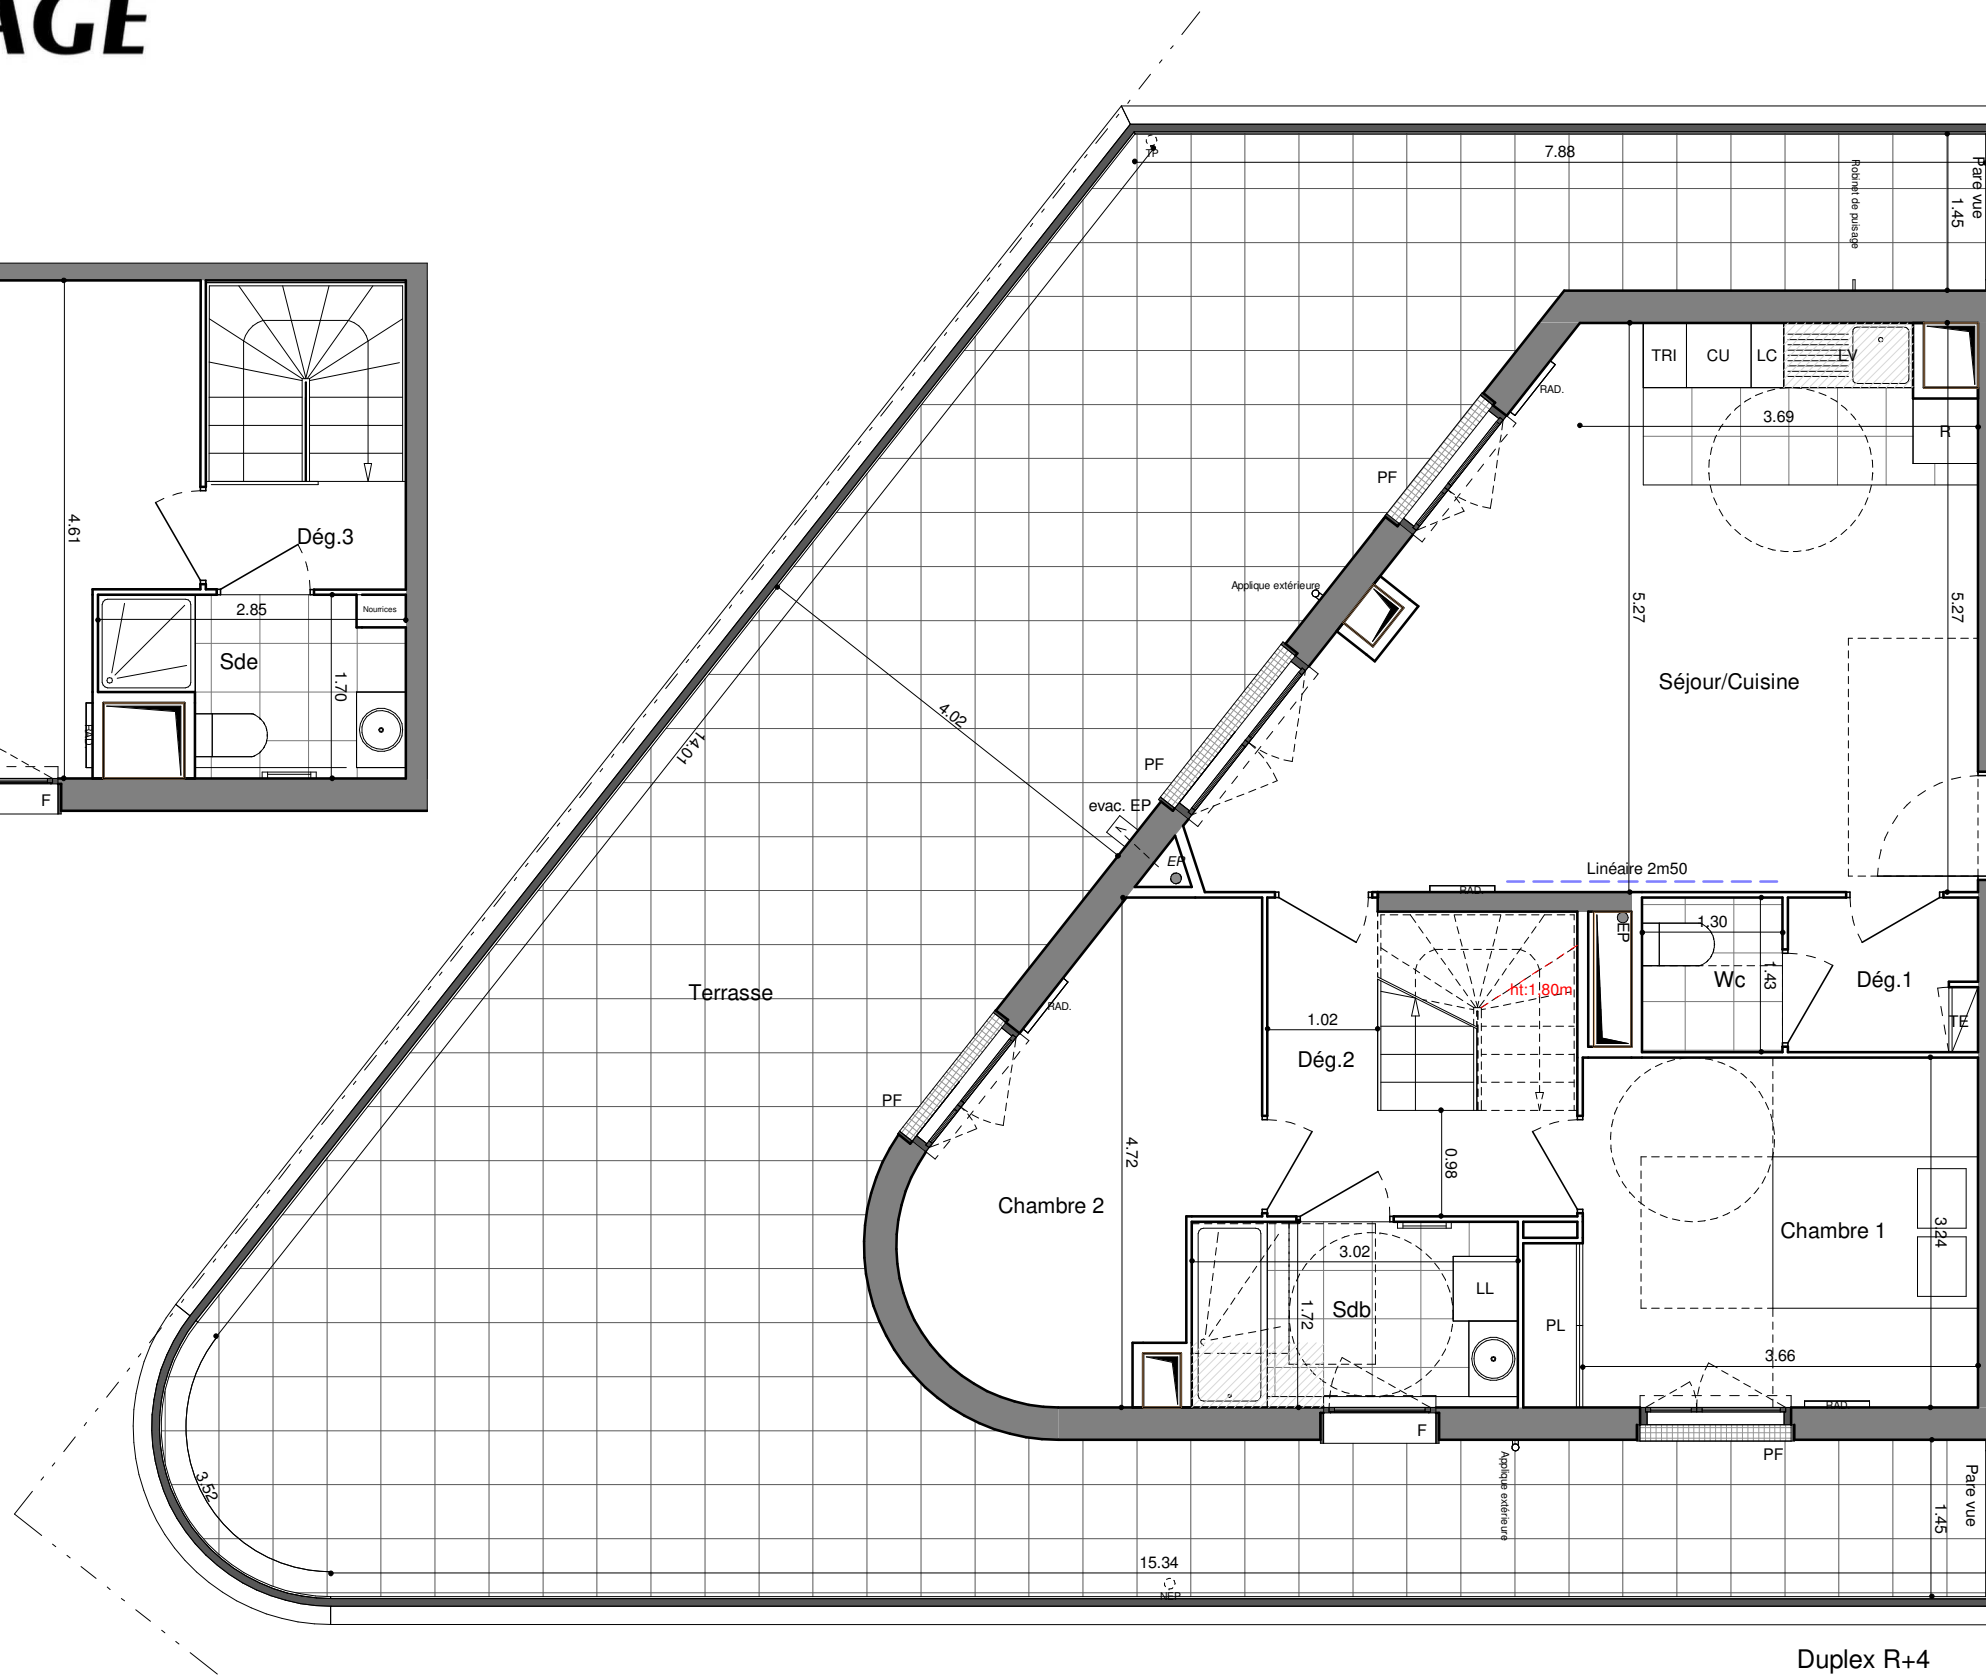 AGE
TP
7.88
Robinet de puisage
Pare vue
1.45
TRI
CU
LC
LV
RAD.
3.69
R
PF
4.61
Dég.3
5.27
5.27
Applique extérieure
2.85
Nourrices
Sde
1.70
RAD.
Séjour/Cuisine
4.02
14.01
PF
F
evac. EP
EP
Linéaire 2m50
RAD.
EP
1.30
Wc
1.43
Dég.1
ht:1.80m
Terrasse
RAD.
1.02
TE
Dég.2
PF
4.72
0.98
Chambre 2
Chambre 1
3.24
3.02
LL
Sdb
1.72
PL
3.66
RAD.
F
PF
Applique extérieure
Pare vue
1.45
3.52
15.34
NEP
Duplex R+4